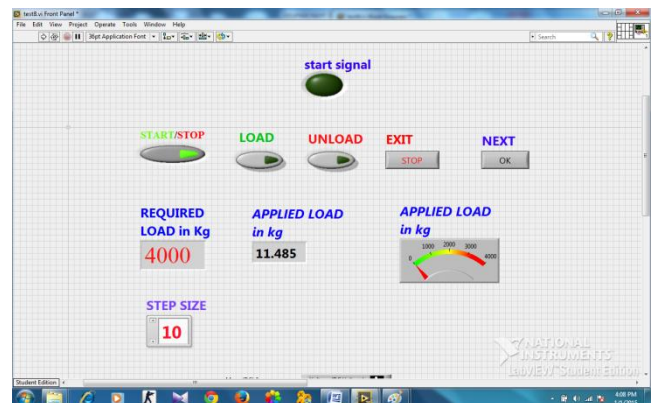 test8.vi Front Panel *
File Edit View Project Operate Tools Window Help
36pt Application Font
Search
start signal
START/STOP LOAD UNLOAD EXIT NEXT
STOP OK
REQUIRED LOAD in Kg
4000
APPLIED LOAD in kg
11.485
APPLIED LOAD in kg
0 1000 2000 3000 4000
STEP SIZE
10
NATIONAL INSTRUMENTS
LabVIEW Student Edition
Student Edition
4:08 PM